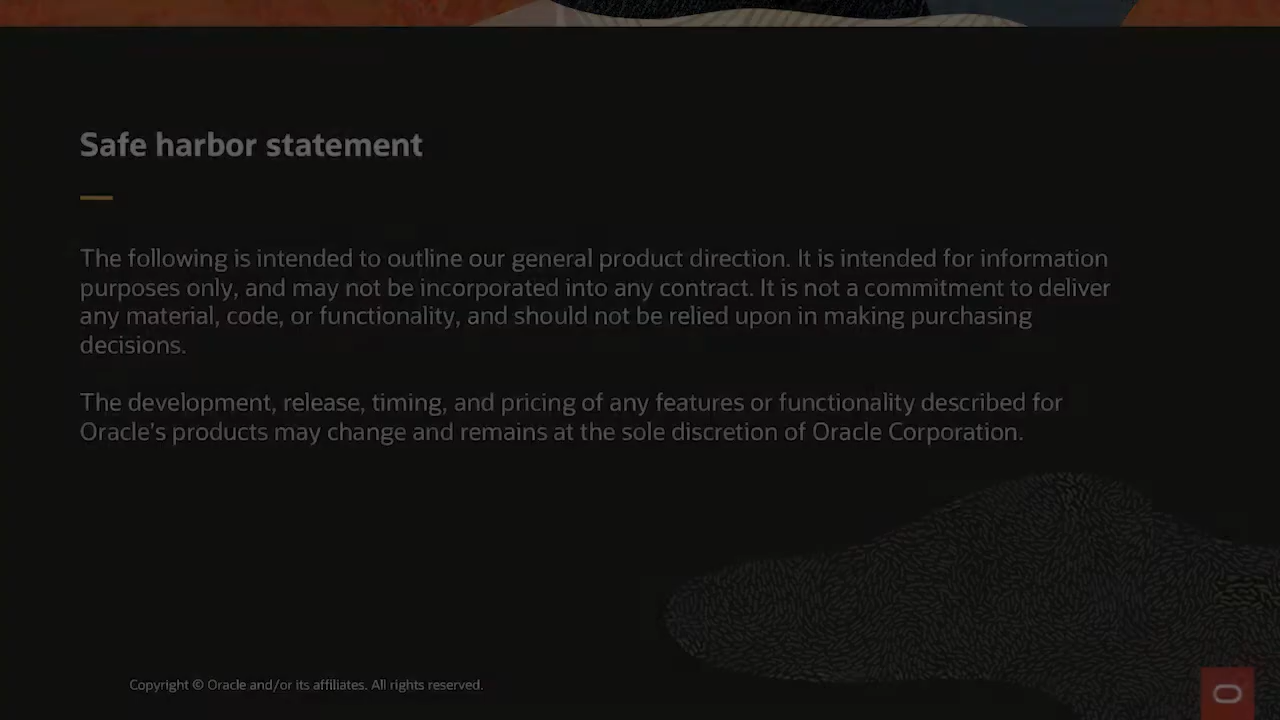 Safe harbor statement
The following is intended to outline our general product direction. It is intended for information
purposes only, and may not be incorporated into any contract. It is not a commitment to deliver
any material, code, or functionality, and should not be relied upon in making purchasing
decisions.
The development, release, timing, and pricing of any features or functionality described for
Oracle’s products may change and remains at the sole discretion of Oracle Corporation.
Copyright © Oracle and/or its affiliates. All rights reserved.